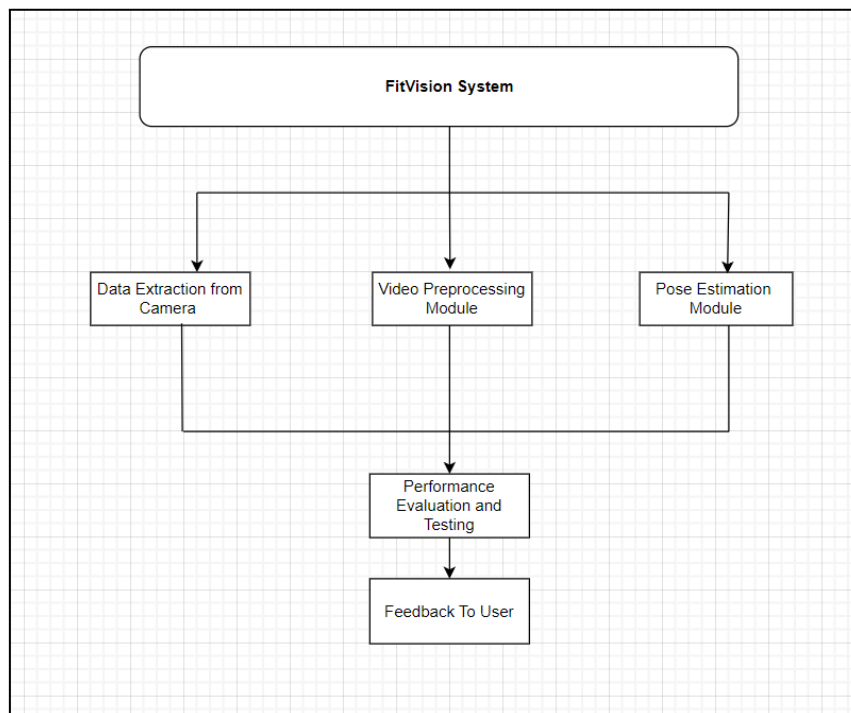 FitVision System
Data Extraction from
Camera
Video Preprocessing
Module
Pose Estimation
Module
Performance
Evaluation and
Testing
Feedback To User